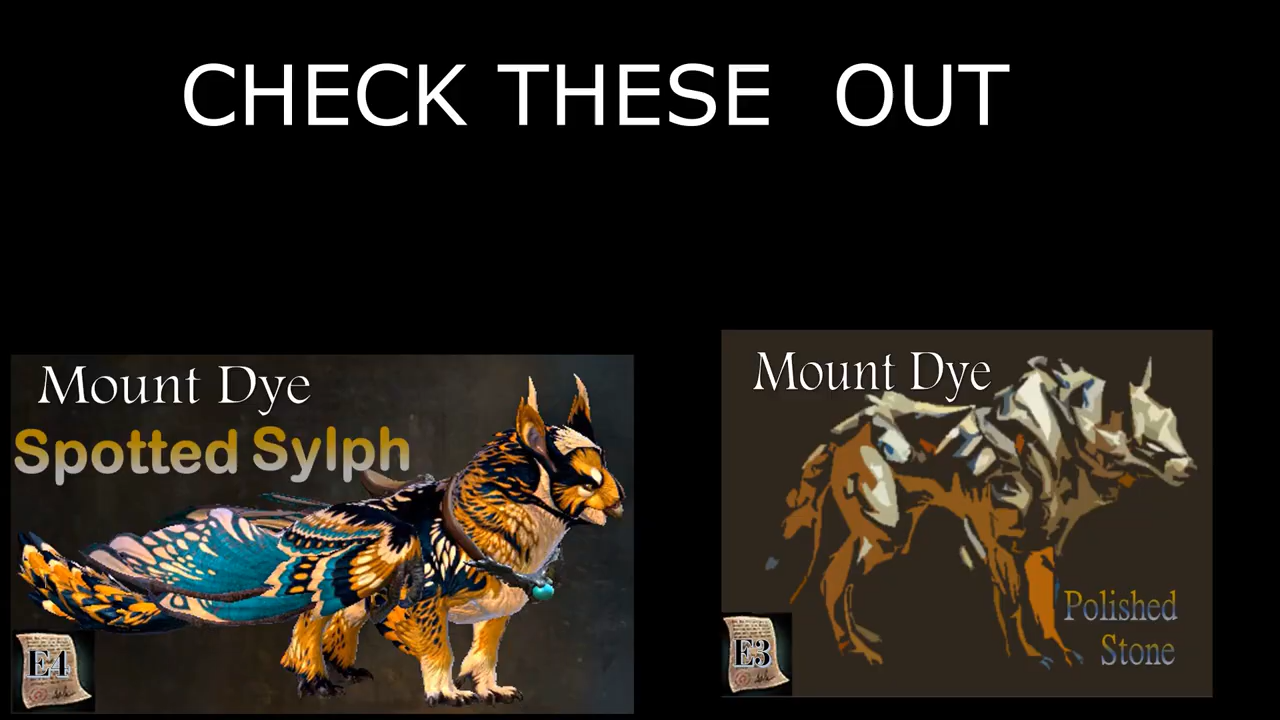 CHECK THESE  OUT
Mount Dye
Spotted Sylph
E4
Mount Dye
Polished
Stone
E3